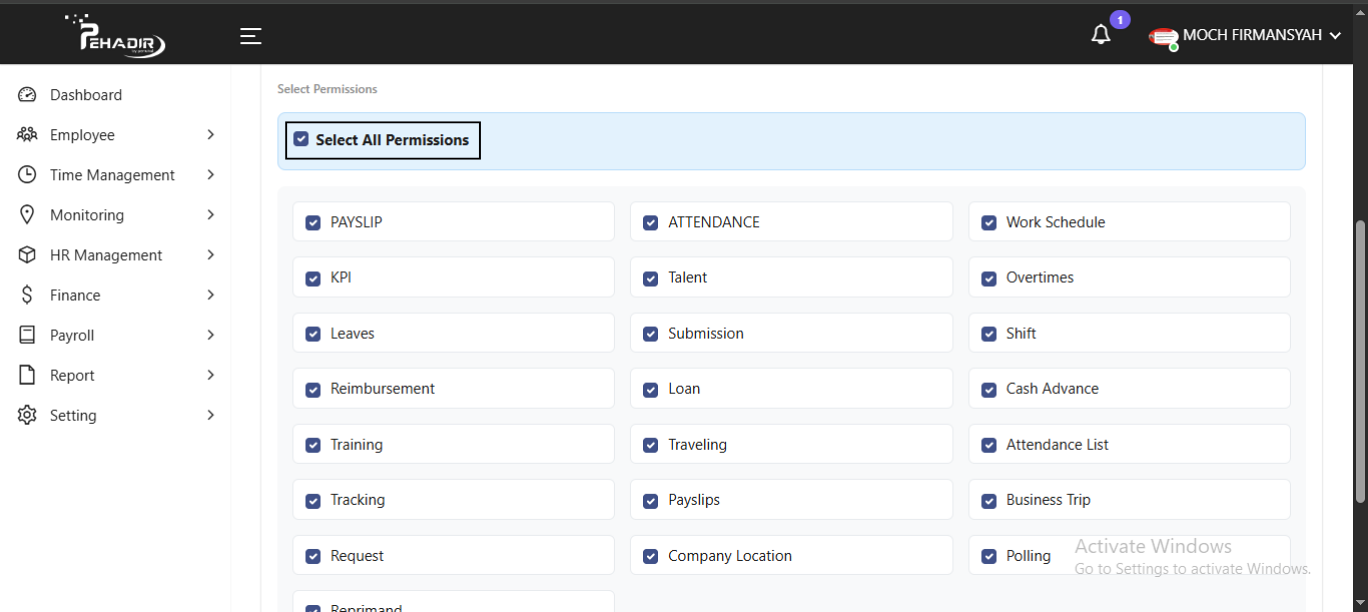 PEHADIR
1
MOCH FIRMANSYAH
Dashboard
Employee
Time Management
Monitoring
HR Management
Finance
Payroll
Report
Setting
Select Permissions
Select All Permissions
PAYSLIP
ATTENDANCE
Work Schedule
KPI
Talent
Overtimes
Leaves
Submission
Shift
Reimbursement
Loan
Cash Advance
Training
Traveling
Attendance List
Tracking
Payslips
Business Trip
Request
Company Location
Polling
Reprimand
Activate Windows
Go to Settings to activate Windows.